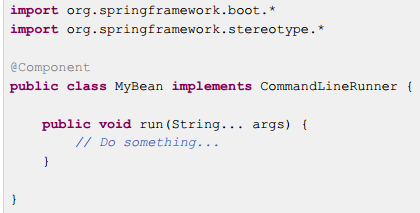 import org.springframework.boot.*
import org.springframework.stereotype.*
@Component
public class MyBean implements CommandLineRunner {
public void run(String... args) {
// Do something...
}
}